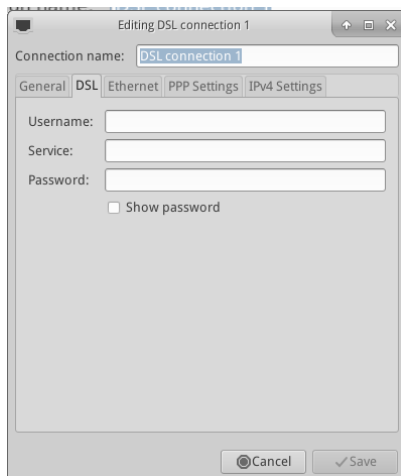 Editing DSL connection 1
Connection name: DSL connection 1
General DSL Ethernet PPP Settings IPv4 Settings
Username:
Service:
Password:
Show password
Cancel Save